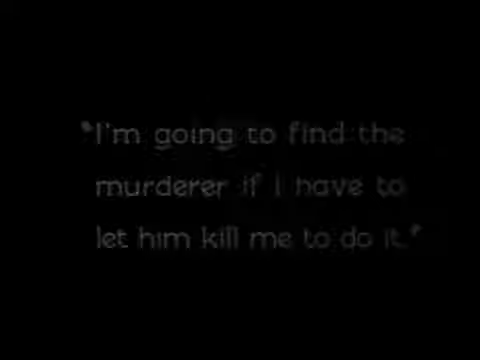 "I'm going to find the
murderer if I have to
let him kill me to do it."